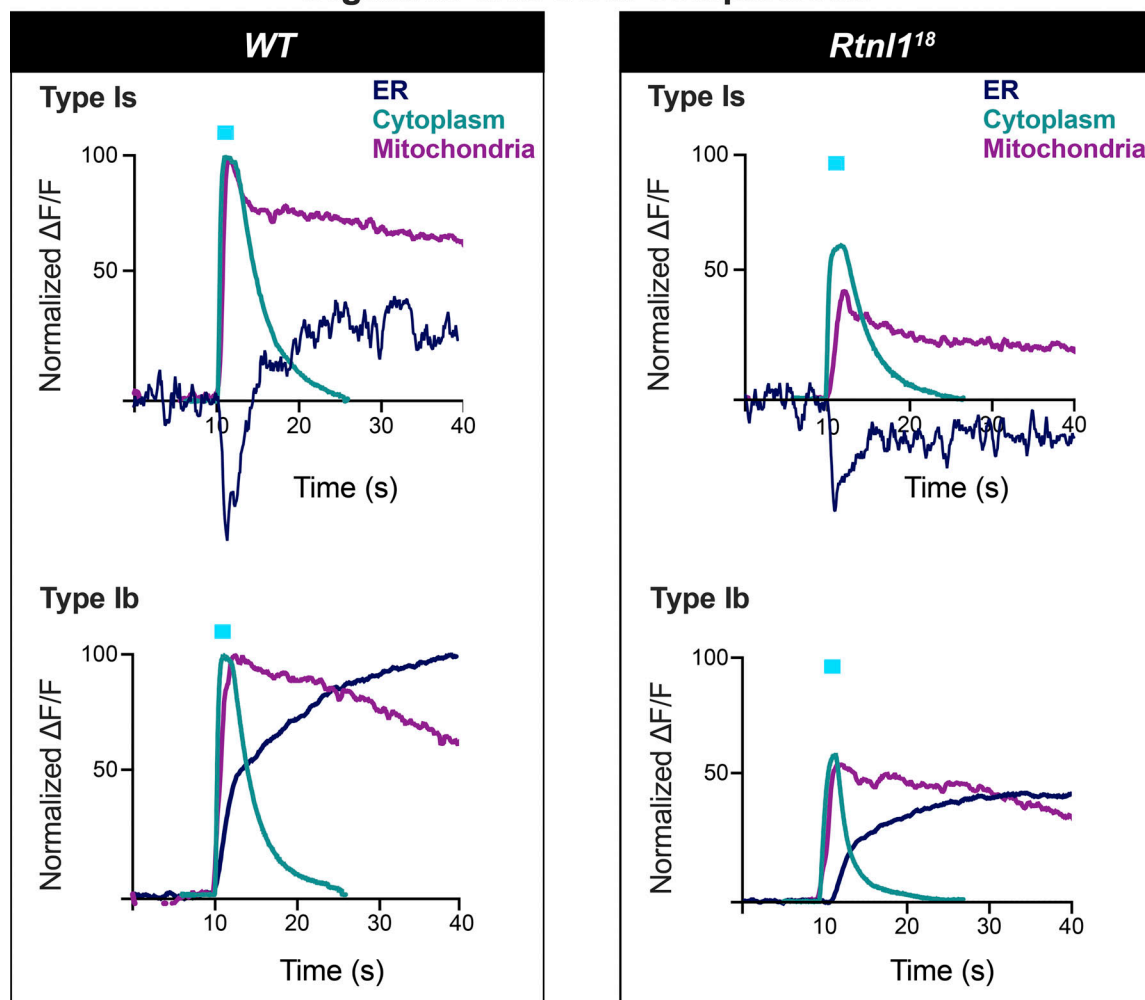 WT
Type Is
ER
Cytoplasm
Mitochondria
100
50
Normalized ΔF/F
10 20 30 40
Time (s)
Type Ib
100
50
Normalized ΔF/F
10 20 30 40
Time (s)
Rtnl1¹⁸
Type Is
ER
Cytoplasm
Mitochondria
100
50
Normalized ΔF/F
10 20 30 40
Time (s)
Type Ib
100
50
Normalized ΔF/F
10 20 30 40
Time (s)